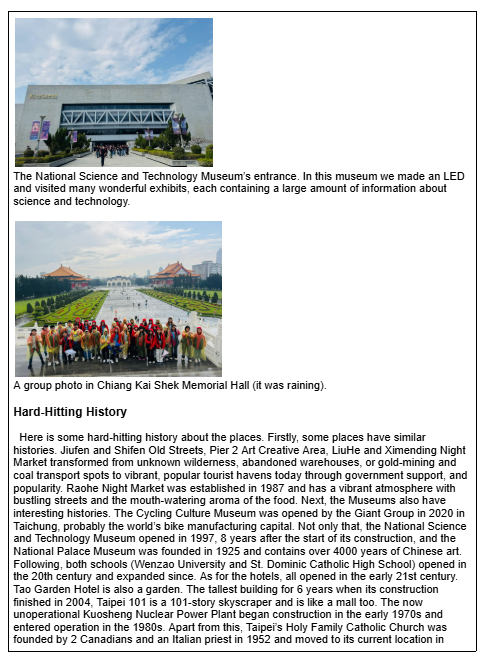 The National Science and Technology Museum's entrance. In this museum we made an LED
and visited many wonderful exhibits, each containing a large amount of information about
science and technology.
A group photo in Chiang Kai Shek Memorial Hall (it was raining).
Hard-Hitting History
Here is some hard-hitting history about the places. Firstly, some places have similar
histories. Jiufen and Shifen Old Streets, Pier 2 Art Creative Area, LiuHe and Ximending Night
Market transformed from unknown wilderness, abandoned warehouses, or gold-mining and
coal transport spots to vibrant, popular tourist havens today through government support, and
popularity. Raohe Night Market was established in 1987 and has a vibrant atmosphere with
bustling streets and the mouth-watering aroma of the food. Next, the Museums also have
interesting histories. The Cycling Culture Museum was opened by the Giant Group in 2020 in
Taichung, probably the world's bike manufacturing capital. Not only that, the National Science
and Technology Museum opened in 1997, 8 years after the start of its construction, and the
National Palace Museum was founded in 1925 and contains over 4000 years of Chinese art.
Following, both schools (Wenzao University and St. Dominic Catholic High School) opened in
the 20th century and expanded since. As for the hotels, all opened in the early 21st century.
Tao Garden Hotel is also a garden. The tallest building for 6 years when its construction
finished in 2004, Taipei 101 is a 101-story skyscraper and is like a mall too. The now
unoperational Kuosheng Nuclear Power Plant began construction in the early 1970s and
entered operation in the 1980s. Apart from this, Taipei's Holy Family Catholic Church was
founded by 2 Canadians and an Italian priest in 1952 and moved to its current location in